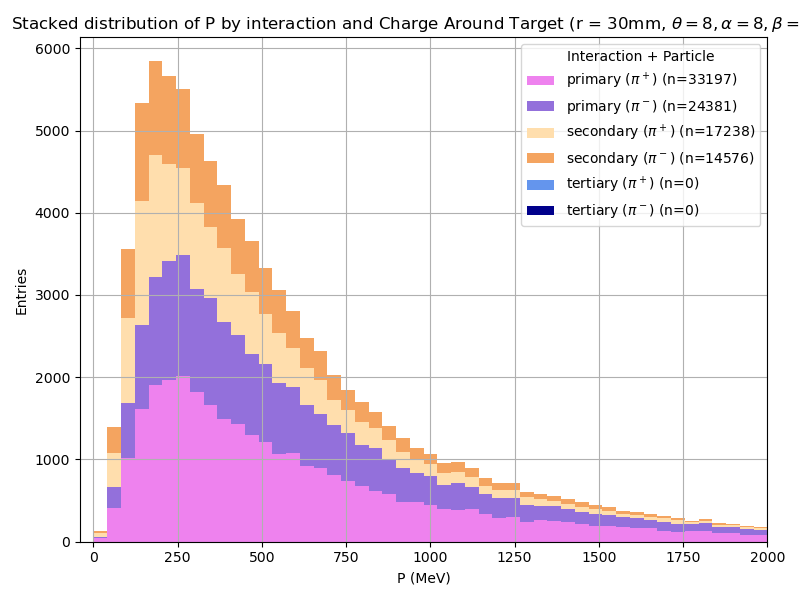 Stacked distribution of P by interaction and Charge Around Target (r = 30mm, θ = 8, α = 8, β =
6000
5000
4000
3000
2000
1000
0
Entries
Interaction + Particle
primary (π⁺) (n=33197)
primary (π⁻) (n=24381)
secondary (π⁺) (n=17238)
secondary (π⁻) (n=14576)
tertiary (π⁺) (n=0)
tertiary (π⁻) (n=0)
0 250 500 750 1000 1250 1500 1750 2000
P (MeV)